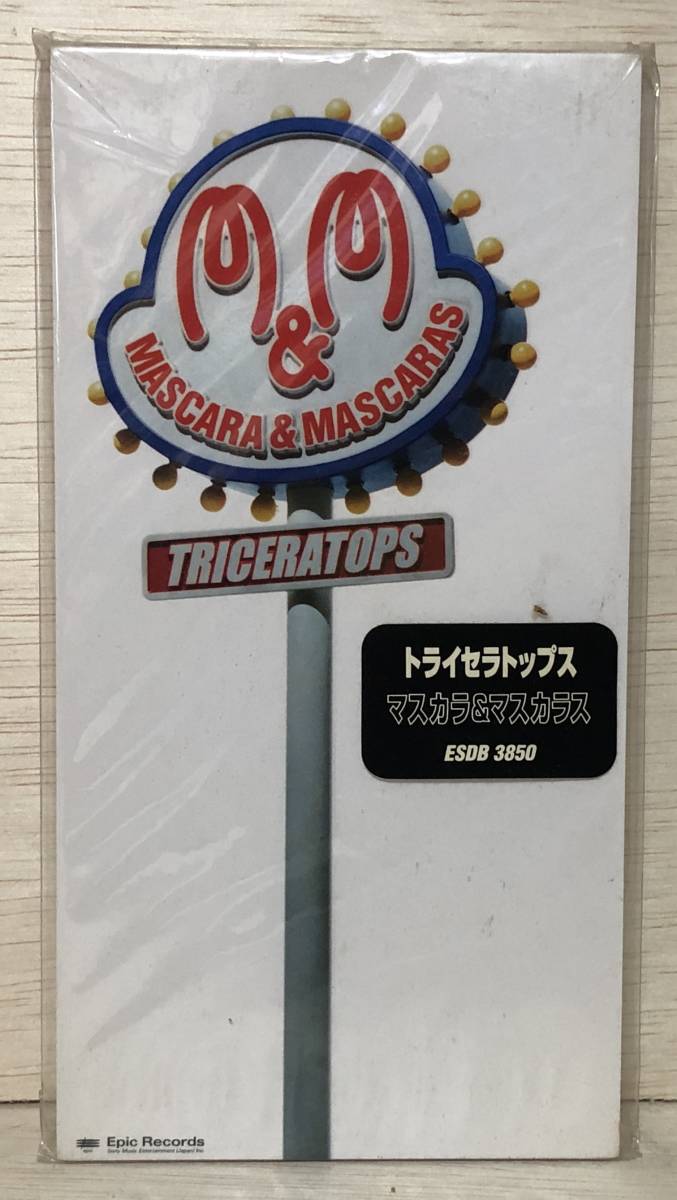 M & M
MASCARA & MASCARAS
TRICERATOPS
トライセラトップス
マスカラ&マスカラス
ESDB 3850
Epic Records
Sony Music Entertainment (Japan) Inc.